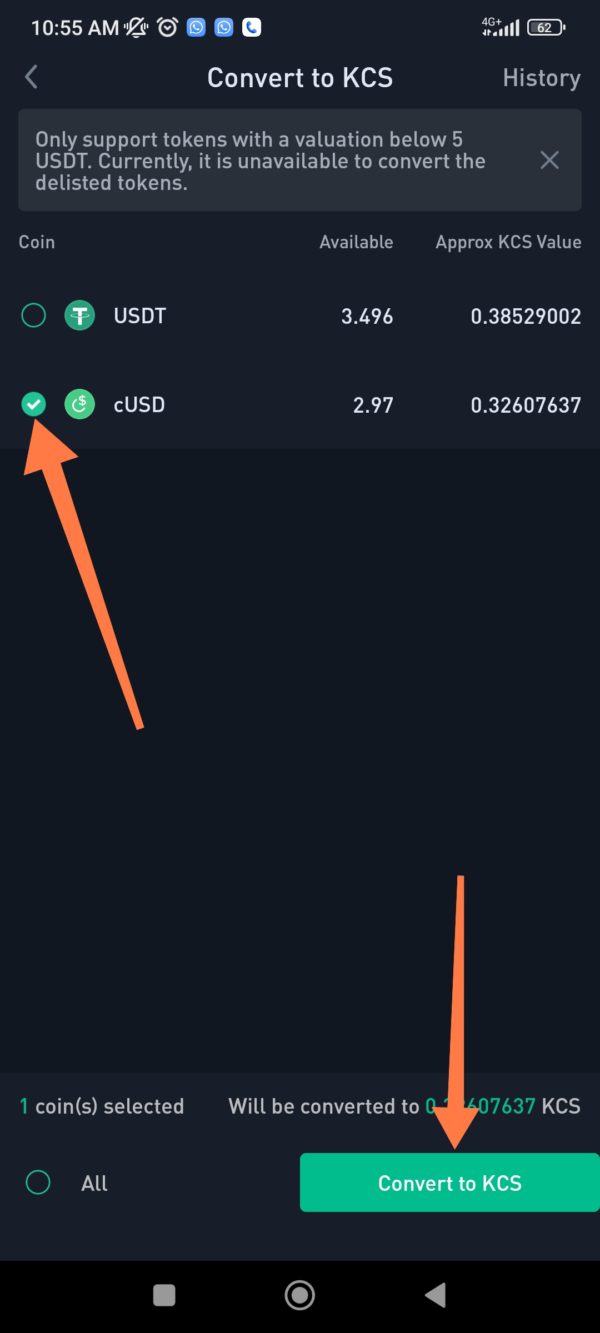 10:55 AM 4G+ 62
Convert to KCS History
Only support tokens with a valuation below 5
USDT. Currently, it is unavailable to convert the
delisted tokens.
Coin Available Approx KCS Value
USDT 3.496 0.38529002
cUSD 2.97 0.32607637
1 coin(s) selected Will be converted to 0.32607637 KCS
All Convert to KCS